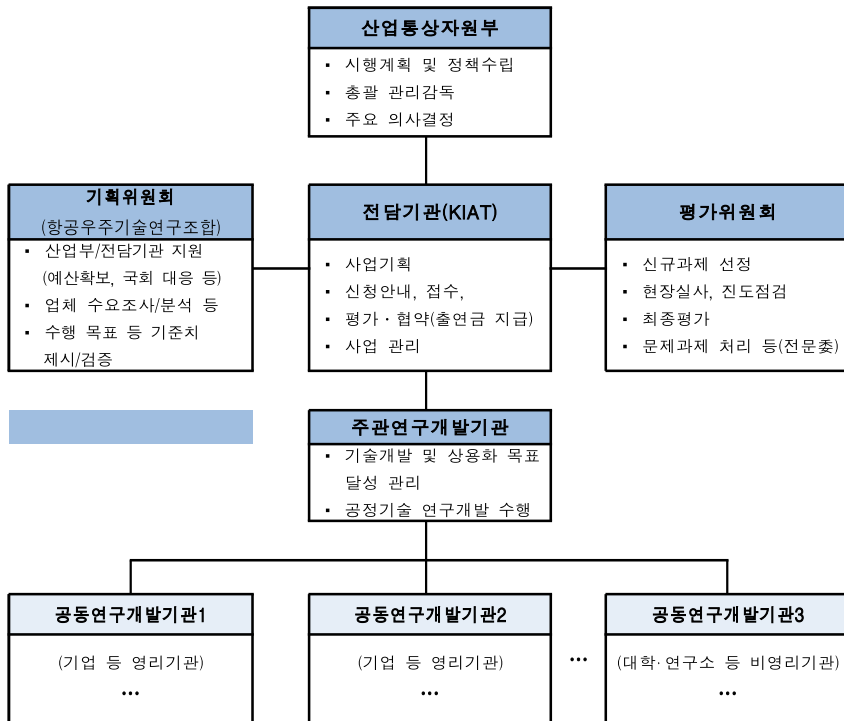 산업통상자원부
▪ 시행계획 및 정책수립
▪ 총괄 관리감독
▪ 주요 의사결정
기획위원회
(항공우주기술연구조합)
▪ 산업부/전담기관 지원
(예산확보, 국회 대응 등)
▪ 업체 수요조사/분석 등
▪ 수행 목표 등 기준치
제시/검증
전담기관(KIAT)
▪ 사업기획
▪ 신청안내, 접수,
▪ 평가·협약(출연금 지급)
▪ 사업 관리
평가위원회
▪ 신규과제 선정
▪ 현장실사, 진도점검
▪ 최종평가
▪ 문제과제 처리 등(전문委)
주관연구개발기관
▪ 기술개발 및 상용화 목표
달성 관리
▪ 공정기술 연구개발 수행
공동연구개발기관1
(기업 등 영리기관)
•••
공동연구개발기관2
(기업 등 영리기관)
•••
•••
공동연구개발기관3
(대학·연구소 등 비영리기관)
•••